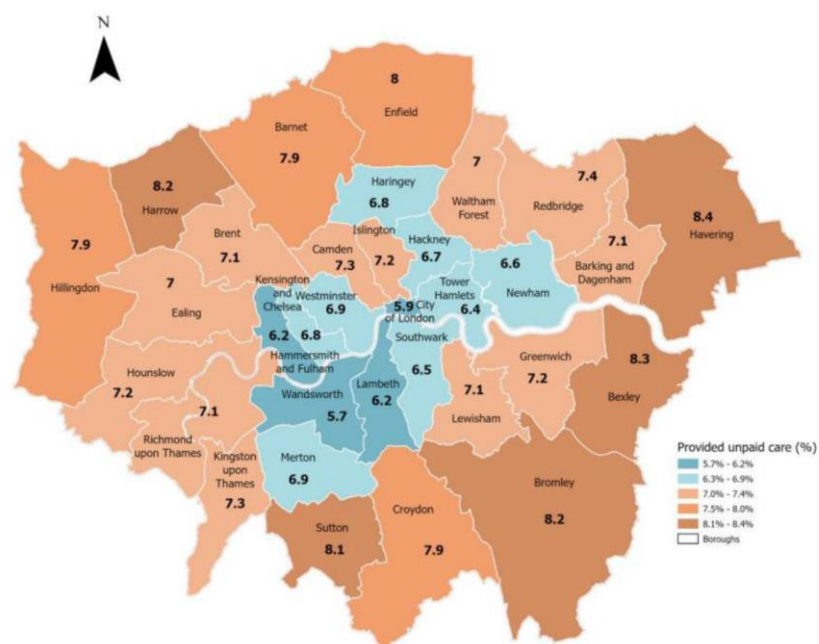 N
8
Enfield
Barnet
7.9
8.2
Harrow
Haringey
6.8
7
Waltham
Forest
7.4
Redbridge
8.4
Havering
7.9
Hillingdon
Brent
7.1
Camden
7.3
Islington
7.2
Hackney
6.7
6.6
Newham
7.1
Barking and
Dagenham
7
Ealing
Kensington
and
Chelsea
6.2
Westminster
6.9
6.8
Hammersmith
and Fulham
5.9
City
of London
Tower
Hamlets
6.4
Southwark
6.5
Hounslow
7.2
7.1
Richmond
upon Thames
Wandsworth
5.7
Lambeth
6.2
7.1
Lewisham
Greenwich
7.2
8.3
Bexley
Kingston
upon
Thames
7.3
Merton
6.9
Sutton
8.1
Croydon
7.9
Bromley
8.2
Provided unpaid care (%)
5.7% - 6.2%
6.3% - 6.9%
7.0% - 7.4%
7.5% - 8.0%
8.1% - 8.4%
Boroughs